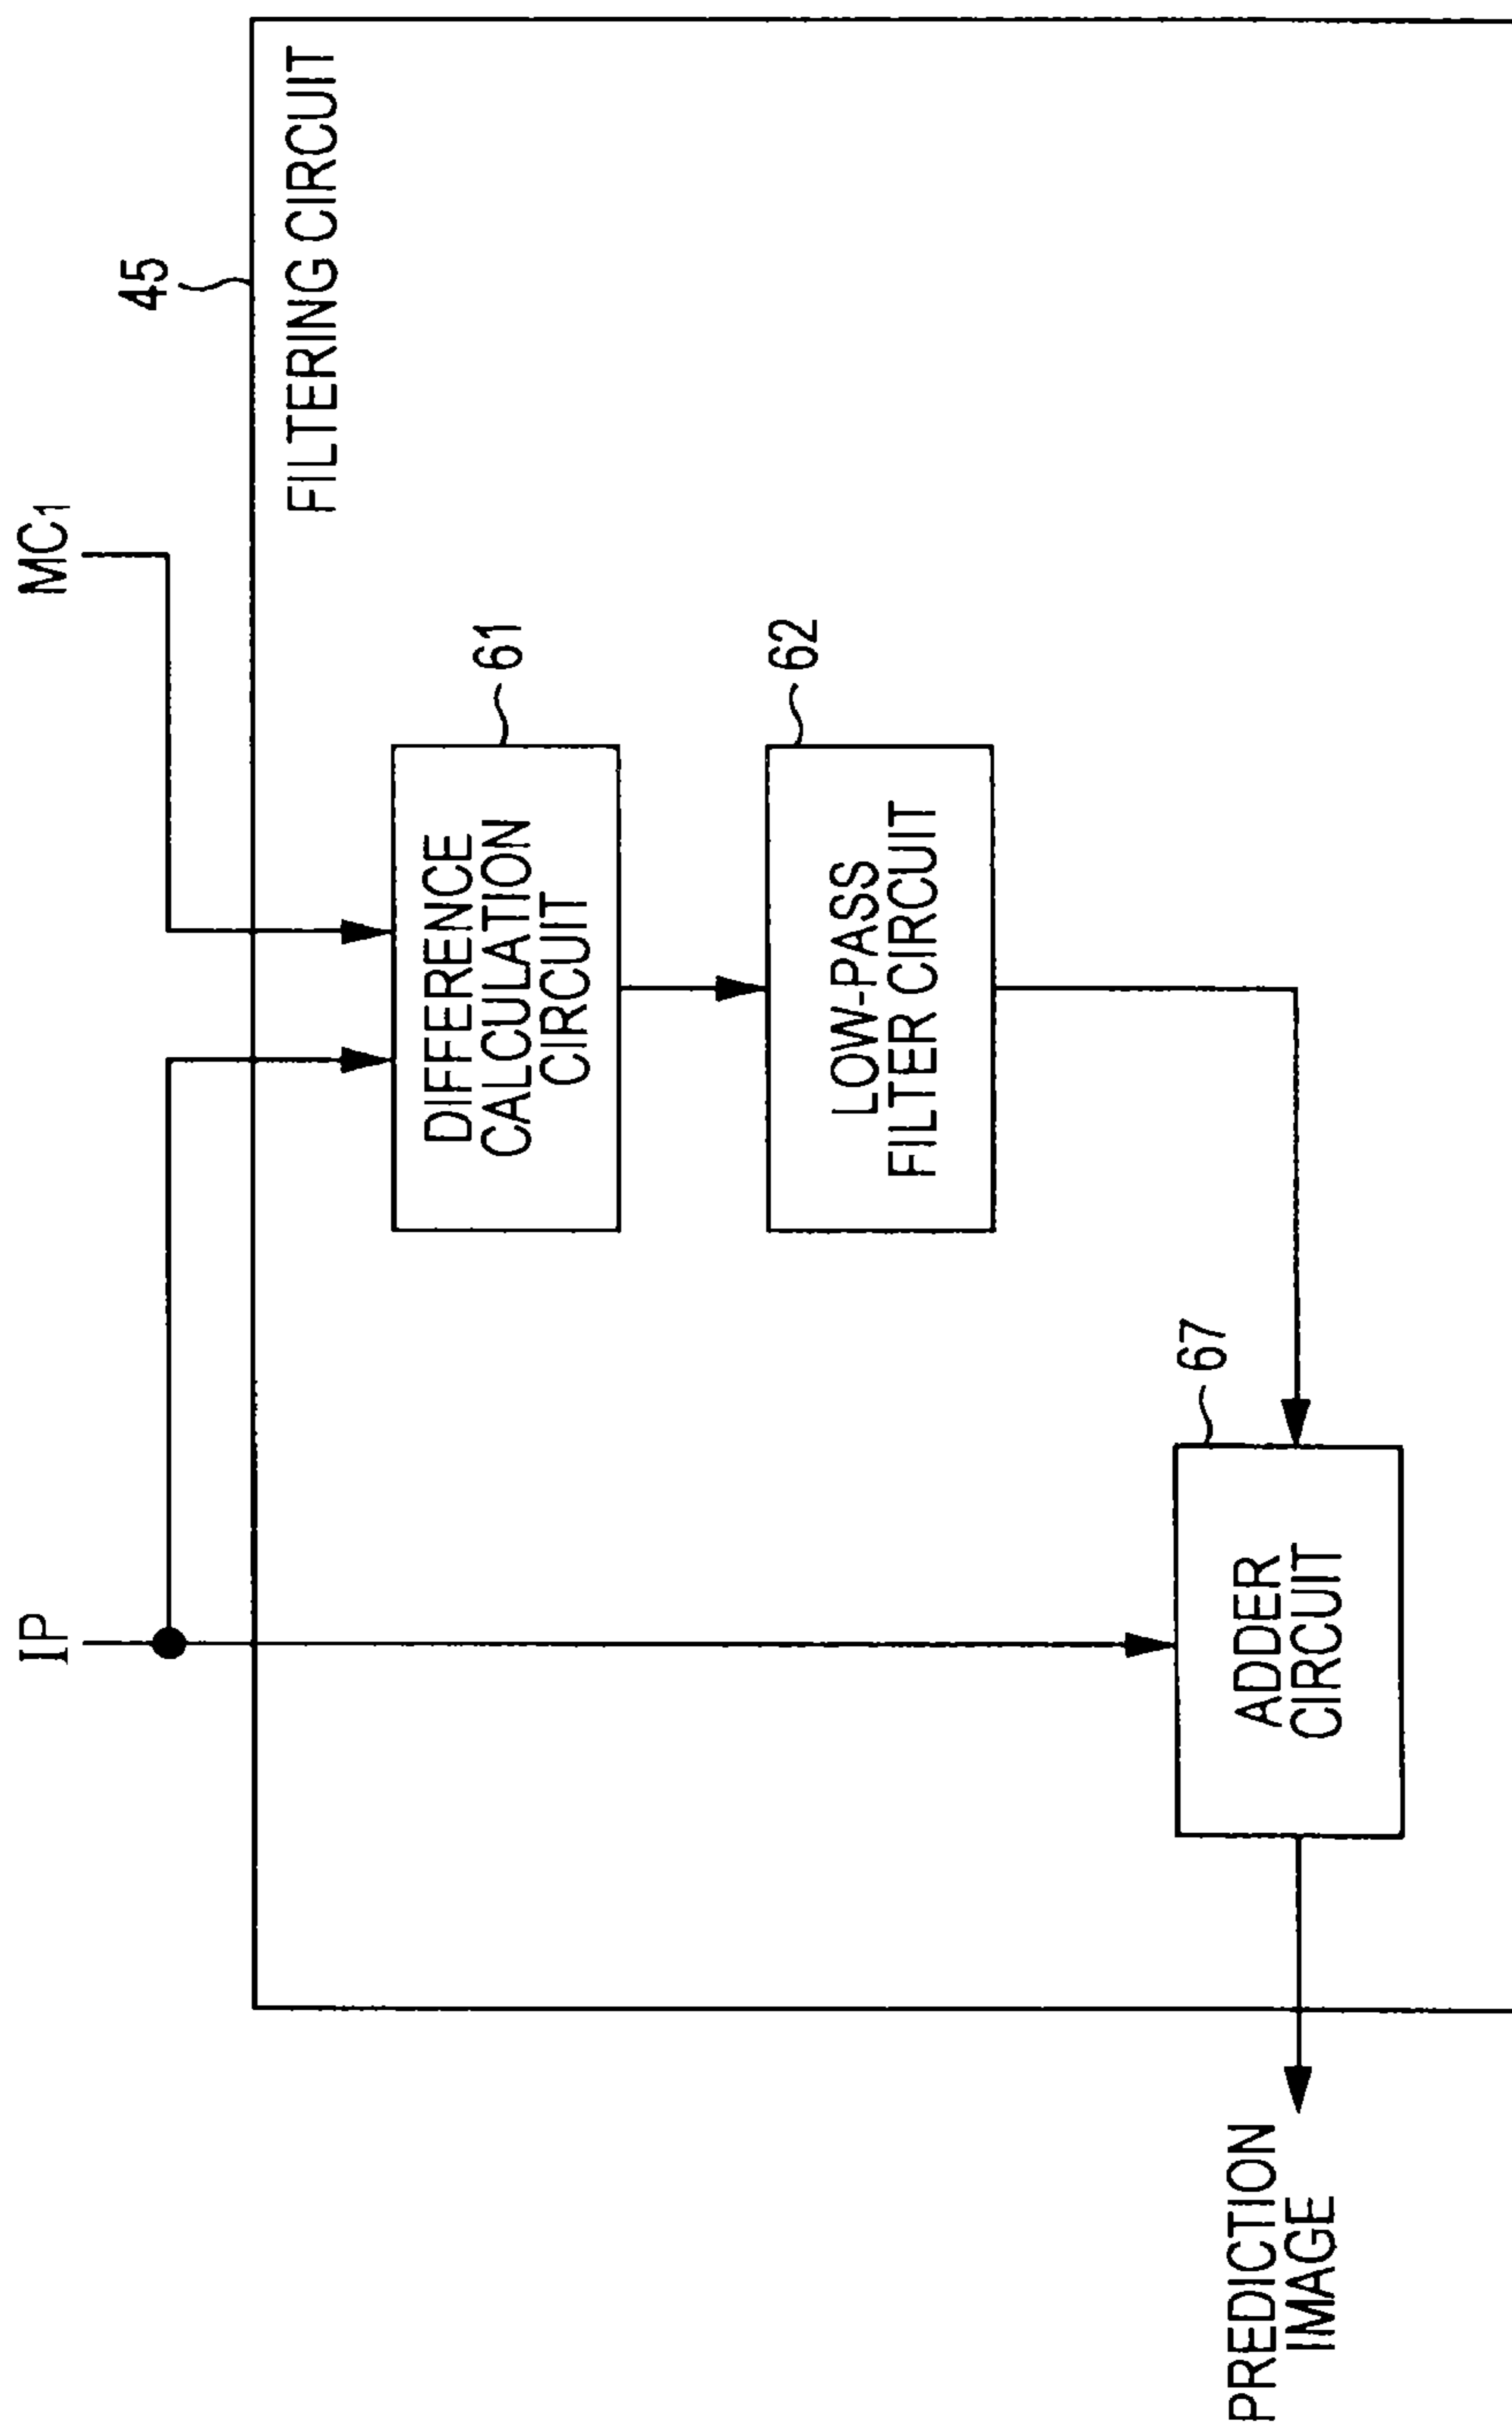 MC1
IP
45
FILTERING CIRCUIT
61
DIFFERENCE
CALCULATION
CIRCUIT
62
LOW-PASS
FILTER CIRCUIT
67
ADDER
CIRCUIT
PREDICTION
IMAGE